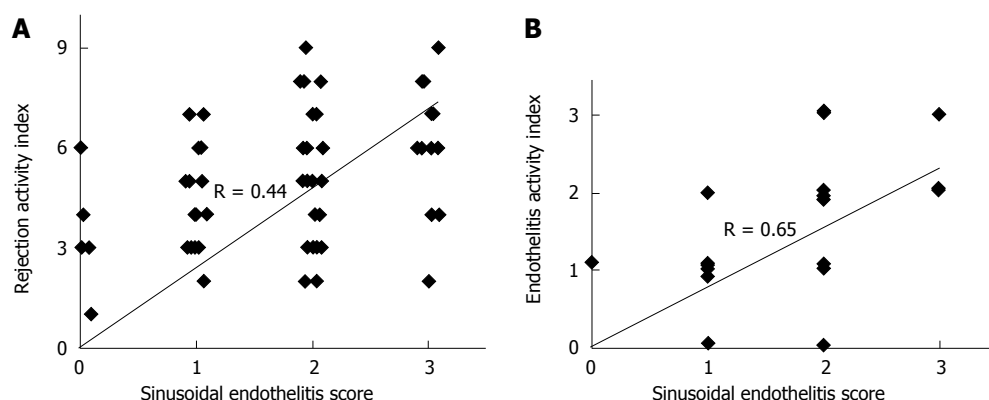 A
Rejection activity index
9
6
3
0
R = 0.44
0 1 2 3
Sinusoidal endothelitis score
B
Endothelitis activity index
3
2
1
0
R = 0.65
0 1 2 3
Sinusoidal endothelitis score